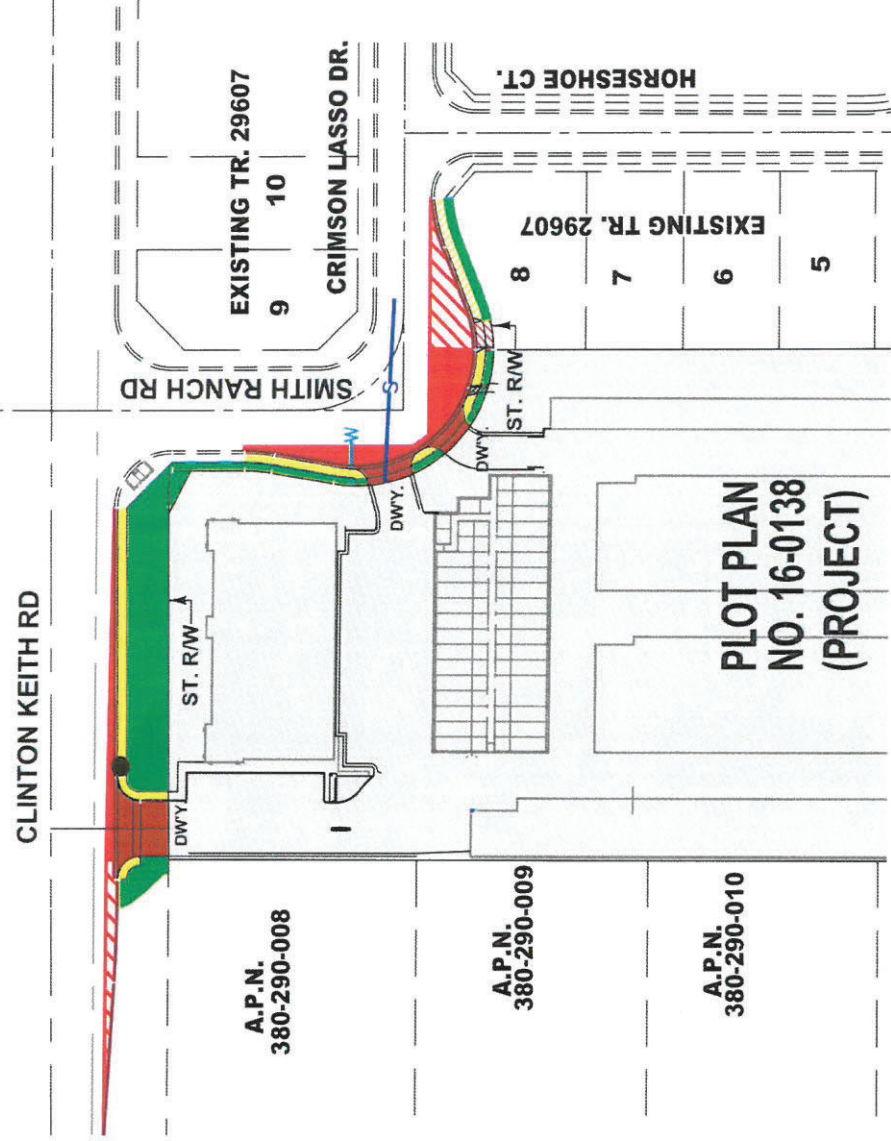 CLINTON KEITH RD
EXISTING TR. 29607
9
10
CRIMSON LASSO DR.
HORSESHOE CT.
SMITH RANCH RD
EXISTING TR. 29607
8
7
6
5
W
S
ST. R/W
DW'Y.
DW'Y.
ST. R/W
DW'Y.
PLOT PLAN
NO. 16-0138
(PROJECT)
A.P.N.
380-290-008
A.P.N.
380-290-009
A.P.N.
380-290-010